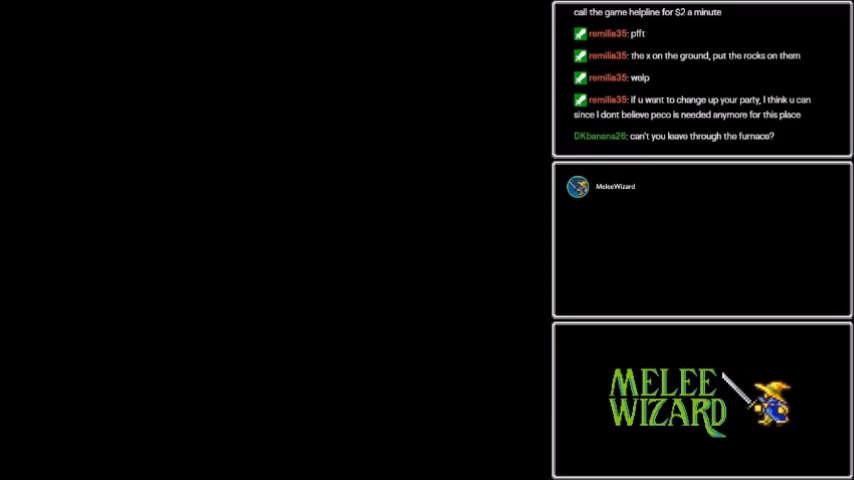 call the game helpline for $2 a minute
remilia35: pfft
remilia35: the x on the ground, put the rocks on them
remilia35: welp
remilia35: if u want to change up your party, I think u can
since I dont believe peco is needed anymore for this place
DKbanana26: can't you leave through the furnace?
MeleeWizard
MELEE
WIZARD